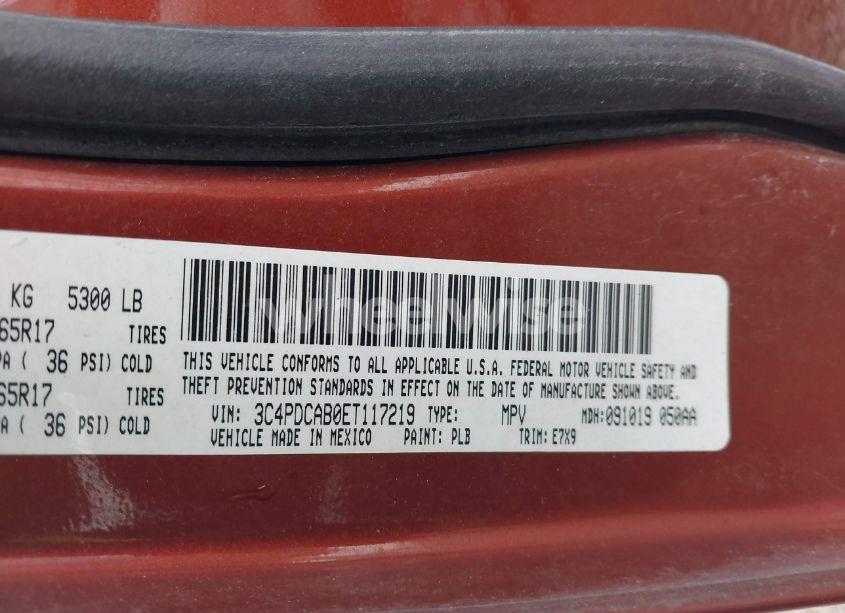 KG 5300 LB
65R17 TIRES
PA ( 36 PSI) COLD
65R17 TIRES
PA ( 36 PSI) COLD
wheelwise
THIS VEHICLE CONFORMS TO ALL APPLICABLE U.S.A. FEDERAL MOTOR VEHICLE SAFETY AND
THEFT PREVENTION STANDARDS IN EFFECT ON THE DATE OF MANUFACTURE SHOWN ABOVE.
VIN: 3C4PDCAB0ET117219 TYPE: MPV MDH:091019 050AA
VEHICLE MADE IN MEXICO PAINT: PLB TRIM: E7X9